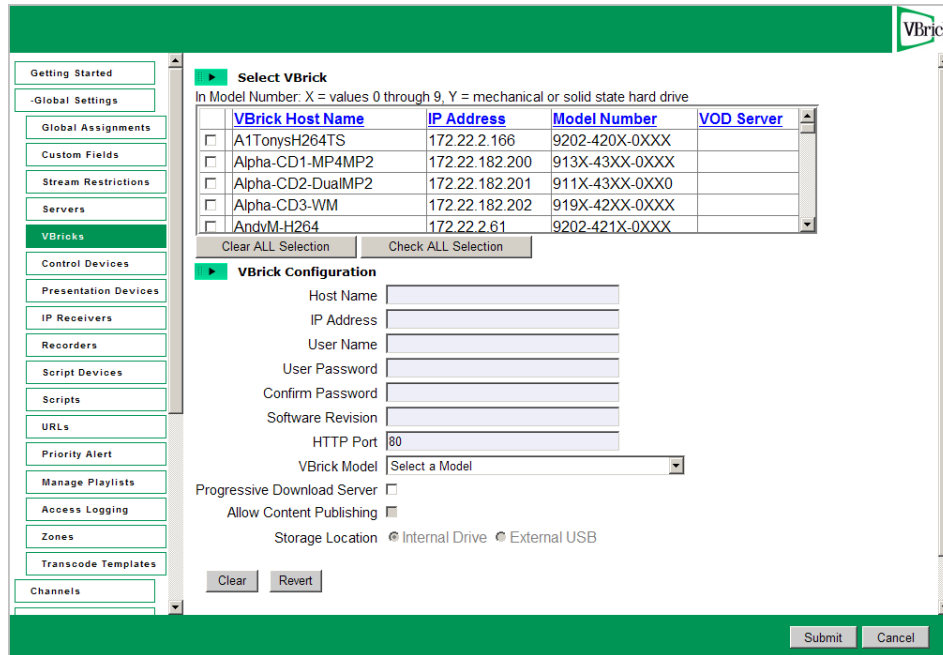 VBric
Getting Started
-Global Settings
Global Assignments
Custom Fields
Stream Restrictions
Servers
VBricks
Control Devices
Presentation Devices
IP Receivers
Recorders
Script Devices
Scripts
URLs
Priority Alert
Manage Playlists
Access Logging
Zones
Transcode Templates
Channels
Select VBrick
In Model Number: X = values 0 through 9, Y = mechanical or solid state hard drive
VBrick Host Name IP Address Model Number VOD Server
A1TonysH264TS 172.22.2.166 9202-420X-0XXX
Alpha-CD1-MP4MP2 172.22.182.200 913X-43XX-0XXX
Alpha-CD2-DualMP2 172.22.182.201 911X-43XX-0XX0
Alpha-CD3-WM 172.22.182.202 919X-42XX-0XXX
AndyM-H264 172.22.2.61 9202-421X-0XXX
Clear ALL Selection Check ALL Selection
VBrick Configuration
Host Name
IP Address
User Name
User Password
Confirm Password
Software Revision
HTTP Port 80
VBrick Model Select a Model
Progressive Download Server
Allow Content Publishing
Storage Location Internal Drive External USB
Clear Revert
Submit Cancel